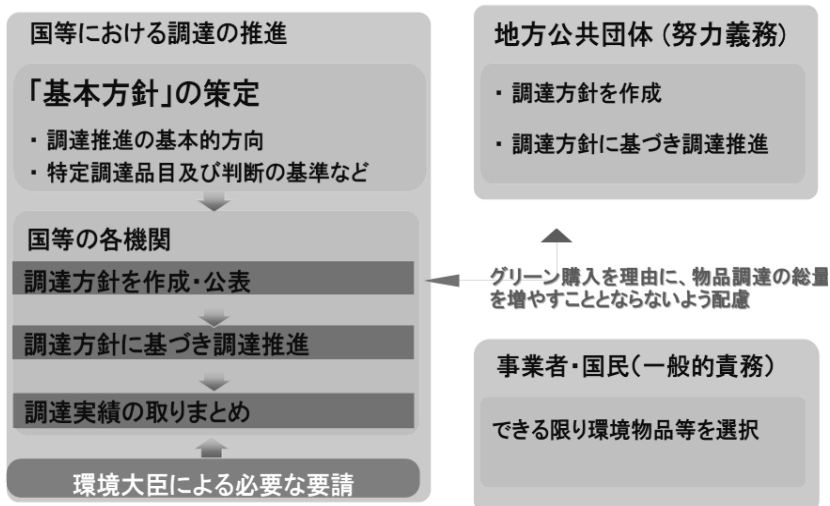 国等における調達の推進
「基本方針」の策定
・調達推進の基本的方向
・特定調達品目及び判断の基準など
国等の各機関
調達方針を作成・公表
調達方針に基づき調達推進
調達実績の取りまとめ
環境大臣による必要な要請
地方公共団体(努力義務)
・調達方針を作成
・調達方針に基づき調達推進
グリーン購入を理由に、物品調達の総量
を増やすこととならないよう配慮
事業者・国民(一般的責務)
できる限り環境物品等を選択